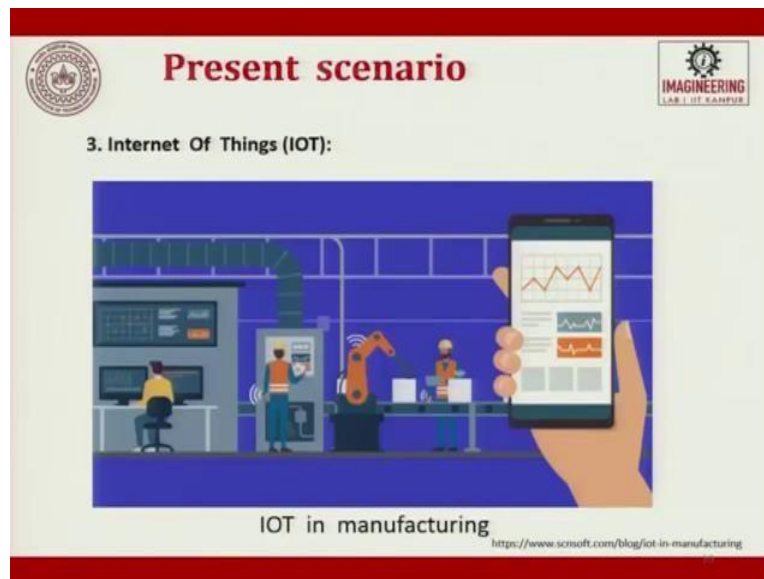 Present scenario
IMAGINEERING
LAB | IIT KANPUR
3. Internet Of Things (IOT):
IOT in manufacturing
https://www.scnsoft.com/blog/iot-in-manufacturing